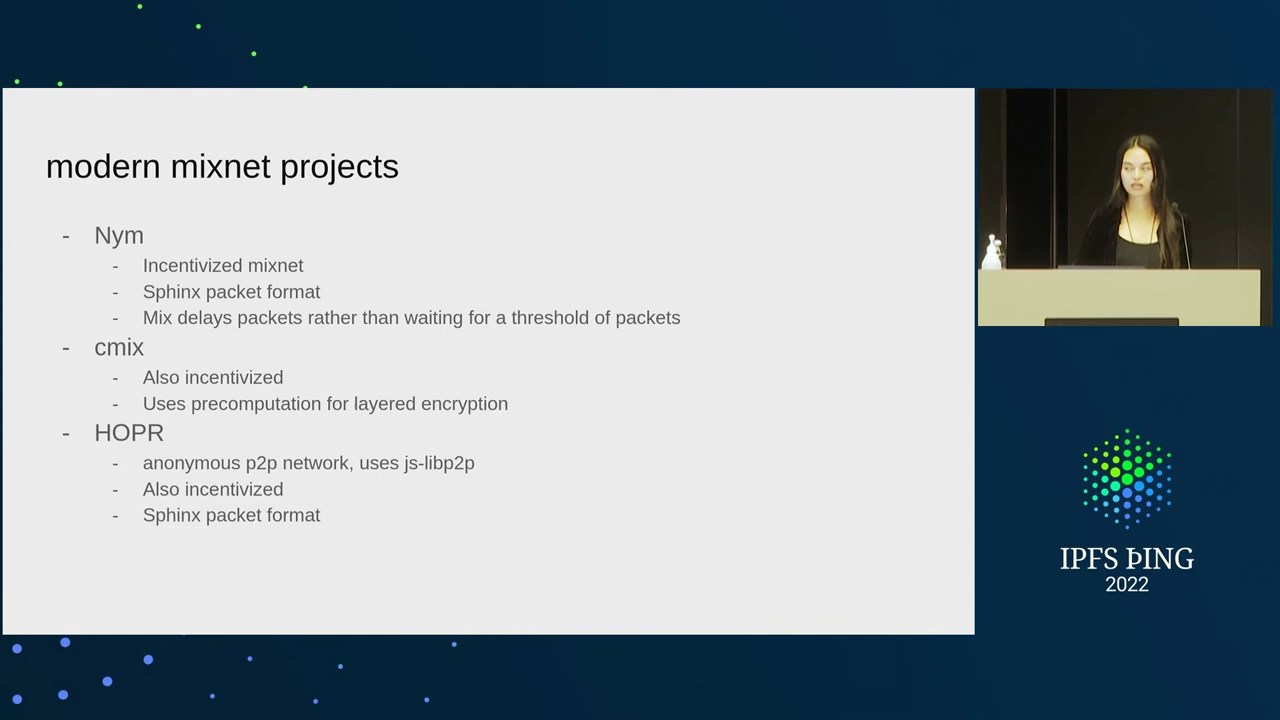 modern mixnet projects
- Nym
- Incentivized mixnet
- Sphinx packet format
- Mix delays packets rather than waiting for a threshold of packets
- cmix
- Also incentivized
- Uses precomputation for layered encryption
- HOPR
- anonymous p2p network, uses js-libp2p
- Also incentivized
- Sphinx packet format
IPFS ÞING
2022